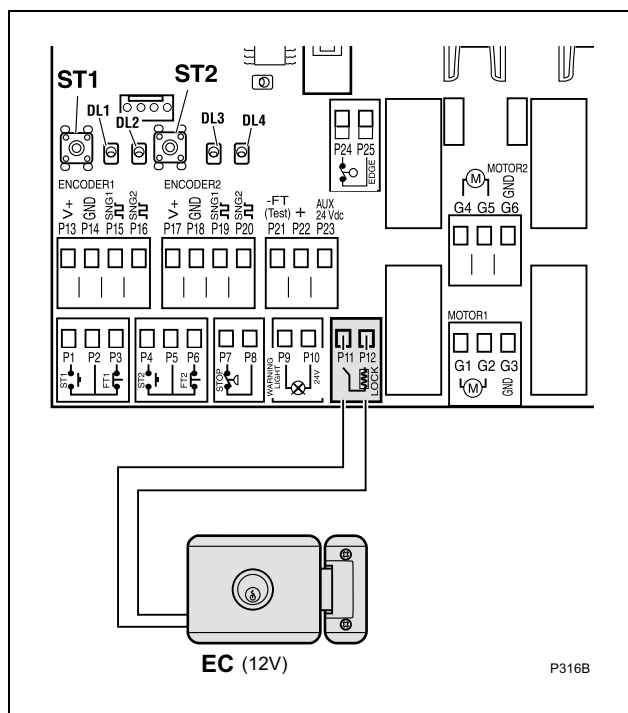 ST1
ST2
DL1
DL2
DL3
DL4
P24 P25
EDGE
ENCODER1
V+
GND
SNG1
SNG2
P13 P14 P15 P16
ENCODER2
V+
GND
SNG1
SNG2
P17 P18 P19 P20
-FT
(Test)
+
AUX
24 Vdc
P21 P22 P23
MOTOR2
M
GND
G4 G5 G6
P1 P2 P3
ST1
FT1
P4 P5 P6
ST2
FT2
P7 P8
STOP
P9 P10
WARNING
LIGHT
24V
P11 P12
LOCK
MOTOR1
G1 G2 G3
M
GND
EC (12V)
P316B